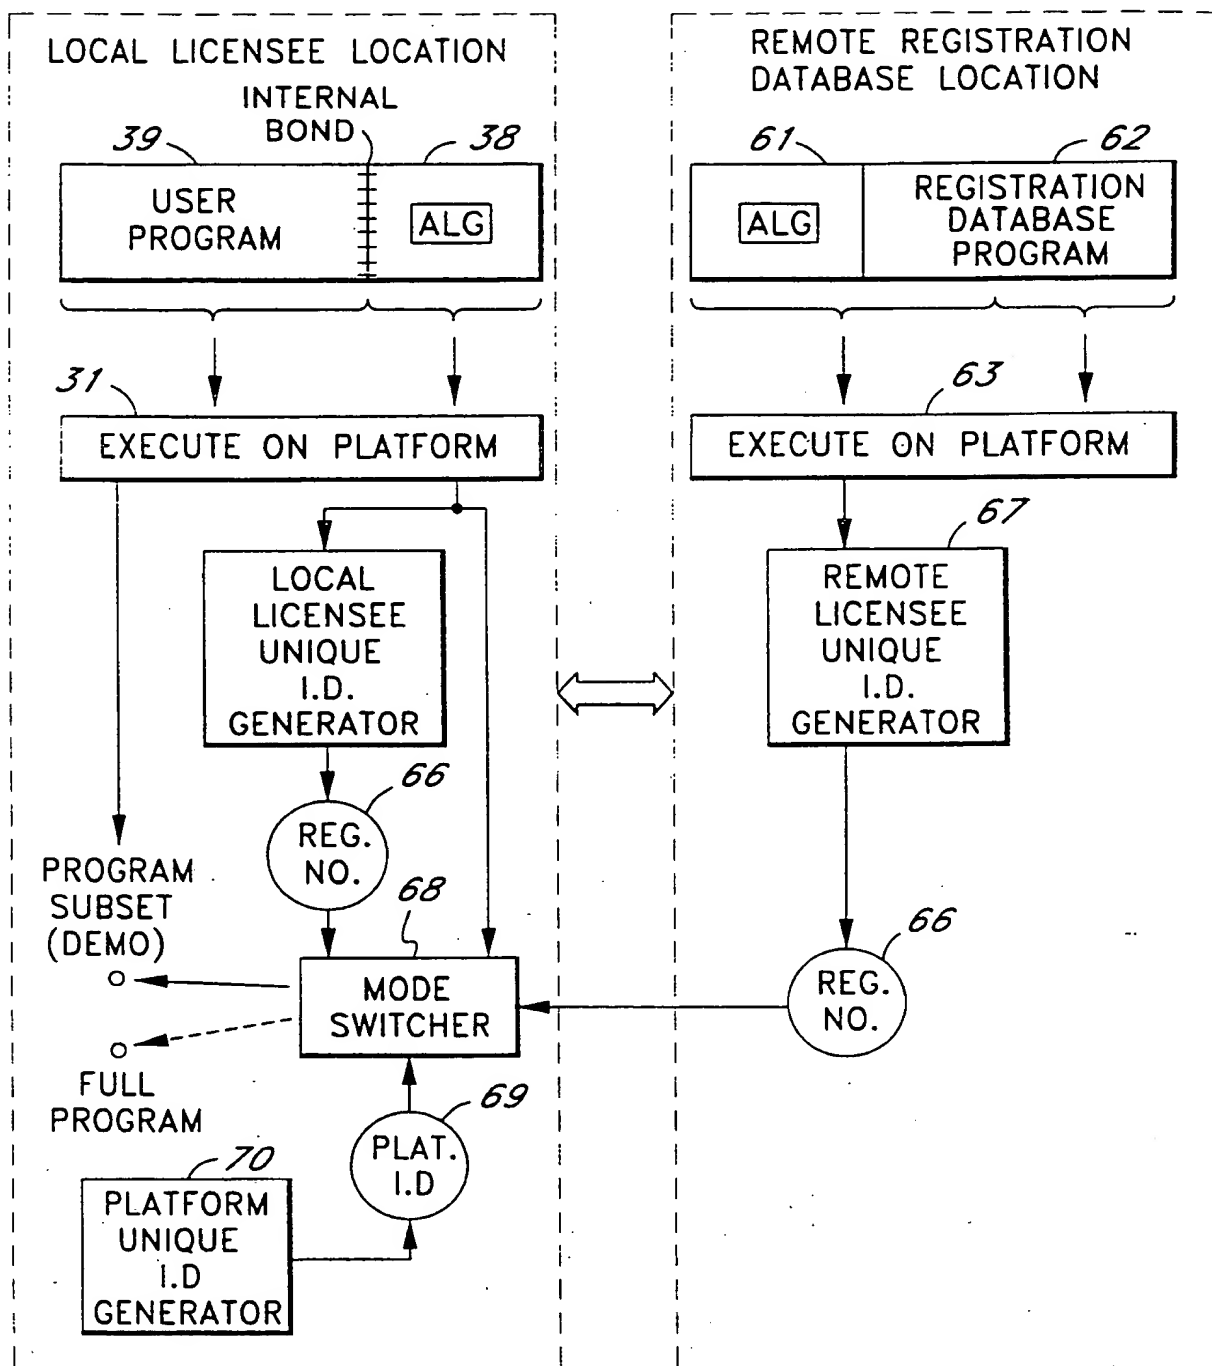 LOCAL LICENSEE LOCATION
INTERNAL
BOND
39
38
USER
PROGRAM
ALG
31
EXECUTE ON PLATFORM
LOCAL
LICENSEE
UNIQUE
I.D.
GENERATOR
66
REG.
NO.
PROGRAM
SUBSET
(DEMO)
68
MODE
SWITCHER
FULL
PROGRAM
69
PLAT.
I.D
70
PLATFORM
UNIQUE
I.D
GENERATOR
REMOTE REGISTRATION
DATABASE LOCATION
61
62
ALG
REGISTRATION
DATABASE
PROGRAM
63
EXECUTE ON PLATFORM
67
REMOTE
LICENSEE
UNIQUE
I.D.
GENERATOR
66
REG.
NO.